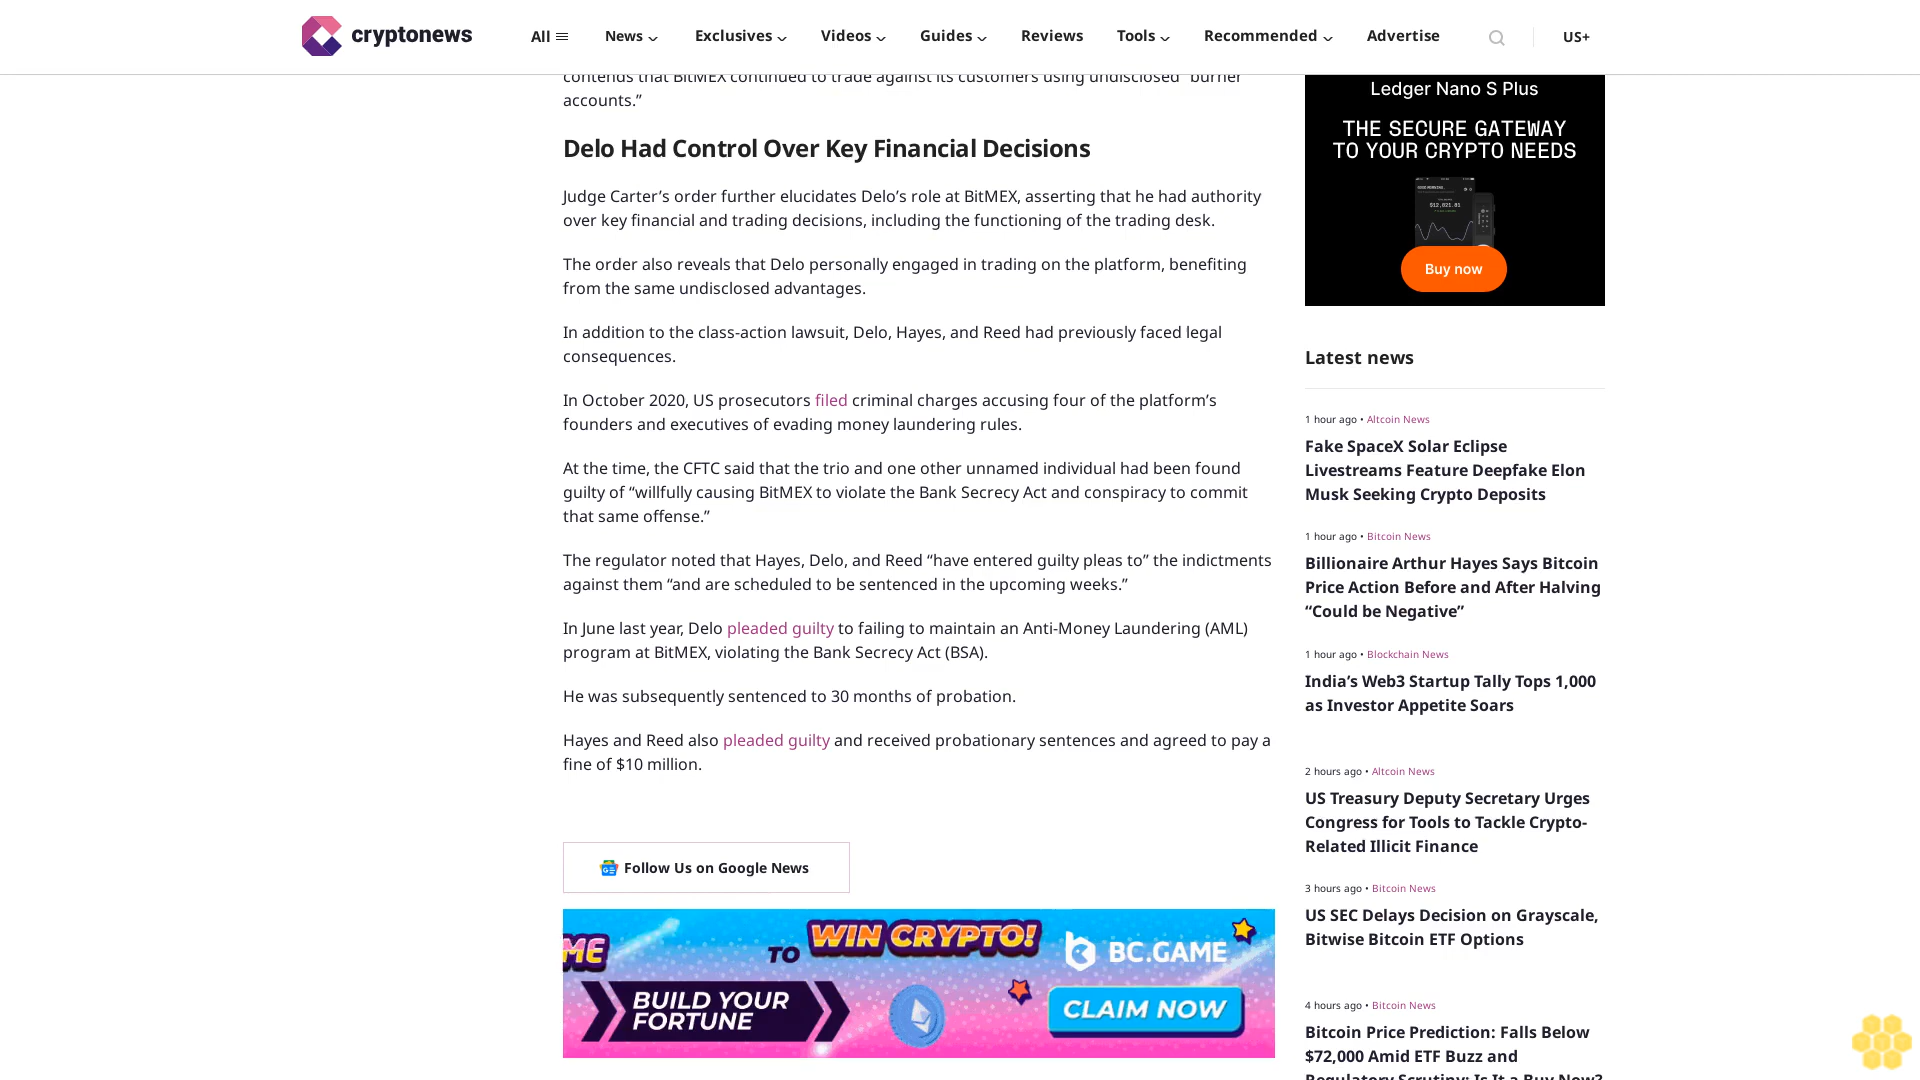 cryptonews
All
News
Exclusives
Videos
Guides
Reviews
Tools
Recommended
Advertise
US+
contends that BitMEX continued to trade against its customers using undisclosed “burner
accounts.”
Delo Had Control Over Key Financial Decisions
Judge Carter’s order further elucidates Delo’s role at BitMEX, asserting that he had authority
over key financial and trading decisions, including the functioning of the trading desk.
The order also reveals that Delo personally engaged in trading on the platform, benefiting
from the same undisclosed advantages.
In addition to the class-action lawsuit, Delo, Hayes, and Reed had previously faced legal
consequences.
In October 2020, US prosecutors filed criminal charges accusing four of the platform’s
founders and executives of evading money laundering rules.
At the time, the CFTC said that the trio and one other unnamed individual had been found
guilty of “willfully causing BitMEX to violate the Bank Secrecy Act and conspiracy to commit
that same offense.”
The regulator noted that Hayes, Delo, and Reed “have entered guilty pleas to” the indictments
against them “and are scheduled to be sentenced in the upcoming weeks.”
In June last year, Delo pleaded guilty to failing to maintain an Anti-Money Laundering (AML)
program at BitMEX, violating the Bank Secrecy Act (BSA).
He was subsequently sentenced to 30 months of probation.
Hayes and Reed also pleaded guilty and received probationary sentences and agreed to pay a
fine of $10 million.
Follow Us on Google News
ME
TO WIN CRYPTO!
BC.GAME
BUILD YOUR
FORTUNE
CLAIM NOW
Ledger Nano S Plus
THE SECURE GATEWAY
TO YOUR CRYPTO NEEDS
$12,821.81
Buy now
Latest news
1 hour ago • Altcoin News
Fake SpaceX Solar Eclipse
Livestreams Feature Deepfake Elon
Musk Seeking Crypto Deposits
1 hour ago • Bitcoin News
Billionaire Arthur Hayes Says Bitcoin
Price Action Before and After Halving
“Could be Negative”
1 hour ago • Blockchain News
India’s Web3 Startup Tally Tops 1,000
as Investor Appetite Soars
2 hours ago • Altcoin News
US Treasury Deputy Secretary Urges
Congress for Tools to Tackle Crypto-
Related Illicit Finance
3 hours ago • Bitcoin News
US SEC Delays Decision on Grayscale,
Bitwise Bitcoin ETF Options
4 hours ago • Bitcoin News
Bitcoin Price Prediction: Falls Below
$72,000 Amid ETF Buzz and
Regulatory Scrutiny: Is It a Buy Now?